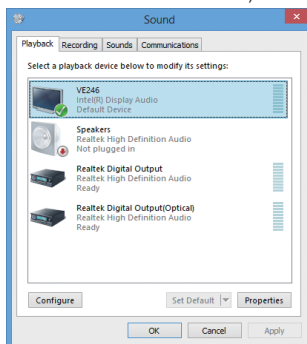 Sound
Playback Recording Sounds Communications
Select a playback device below to modify its settings:
VE246
Intel(R) Display Audio
Default Device
Speakers
Realtek High Definition Audio
Not plugged in
Realtek Digital Output
Realtek High Definition Audio
Ready
Realtek Digital Output(Optical)
Realtek High Definition Audio
Ready
Configure Set Default Properties
OK Cancel Apply